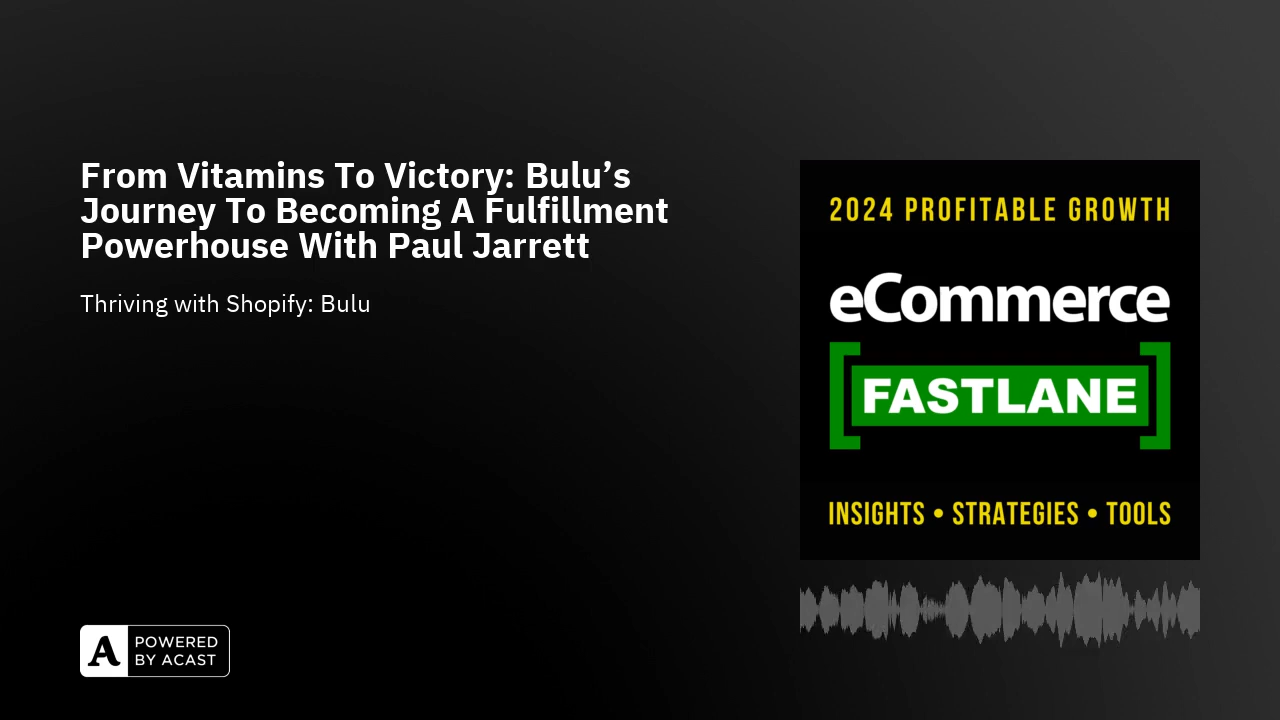 From Vitamins To Victory: Bulu’s
Journey To Becoming A Fulfillment
Powerhouse With Paul Jarrett
Thriving with Shopify: Bulu
2024 PROFITABLE GROWTH
eCommerce
FASTLANE
INSIGHTS • STRATEGIES • TOOLS
A
POWERED
BY ACAST